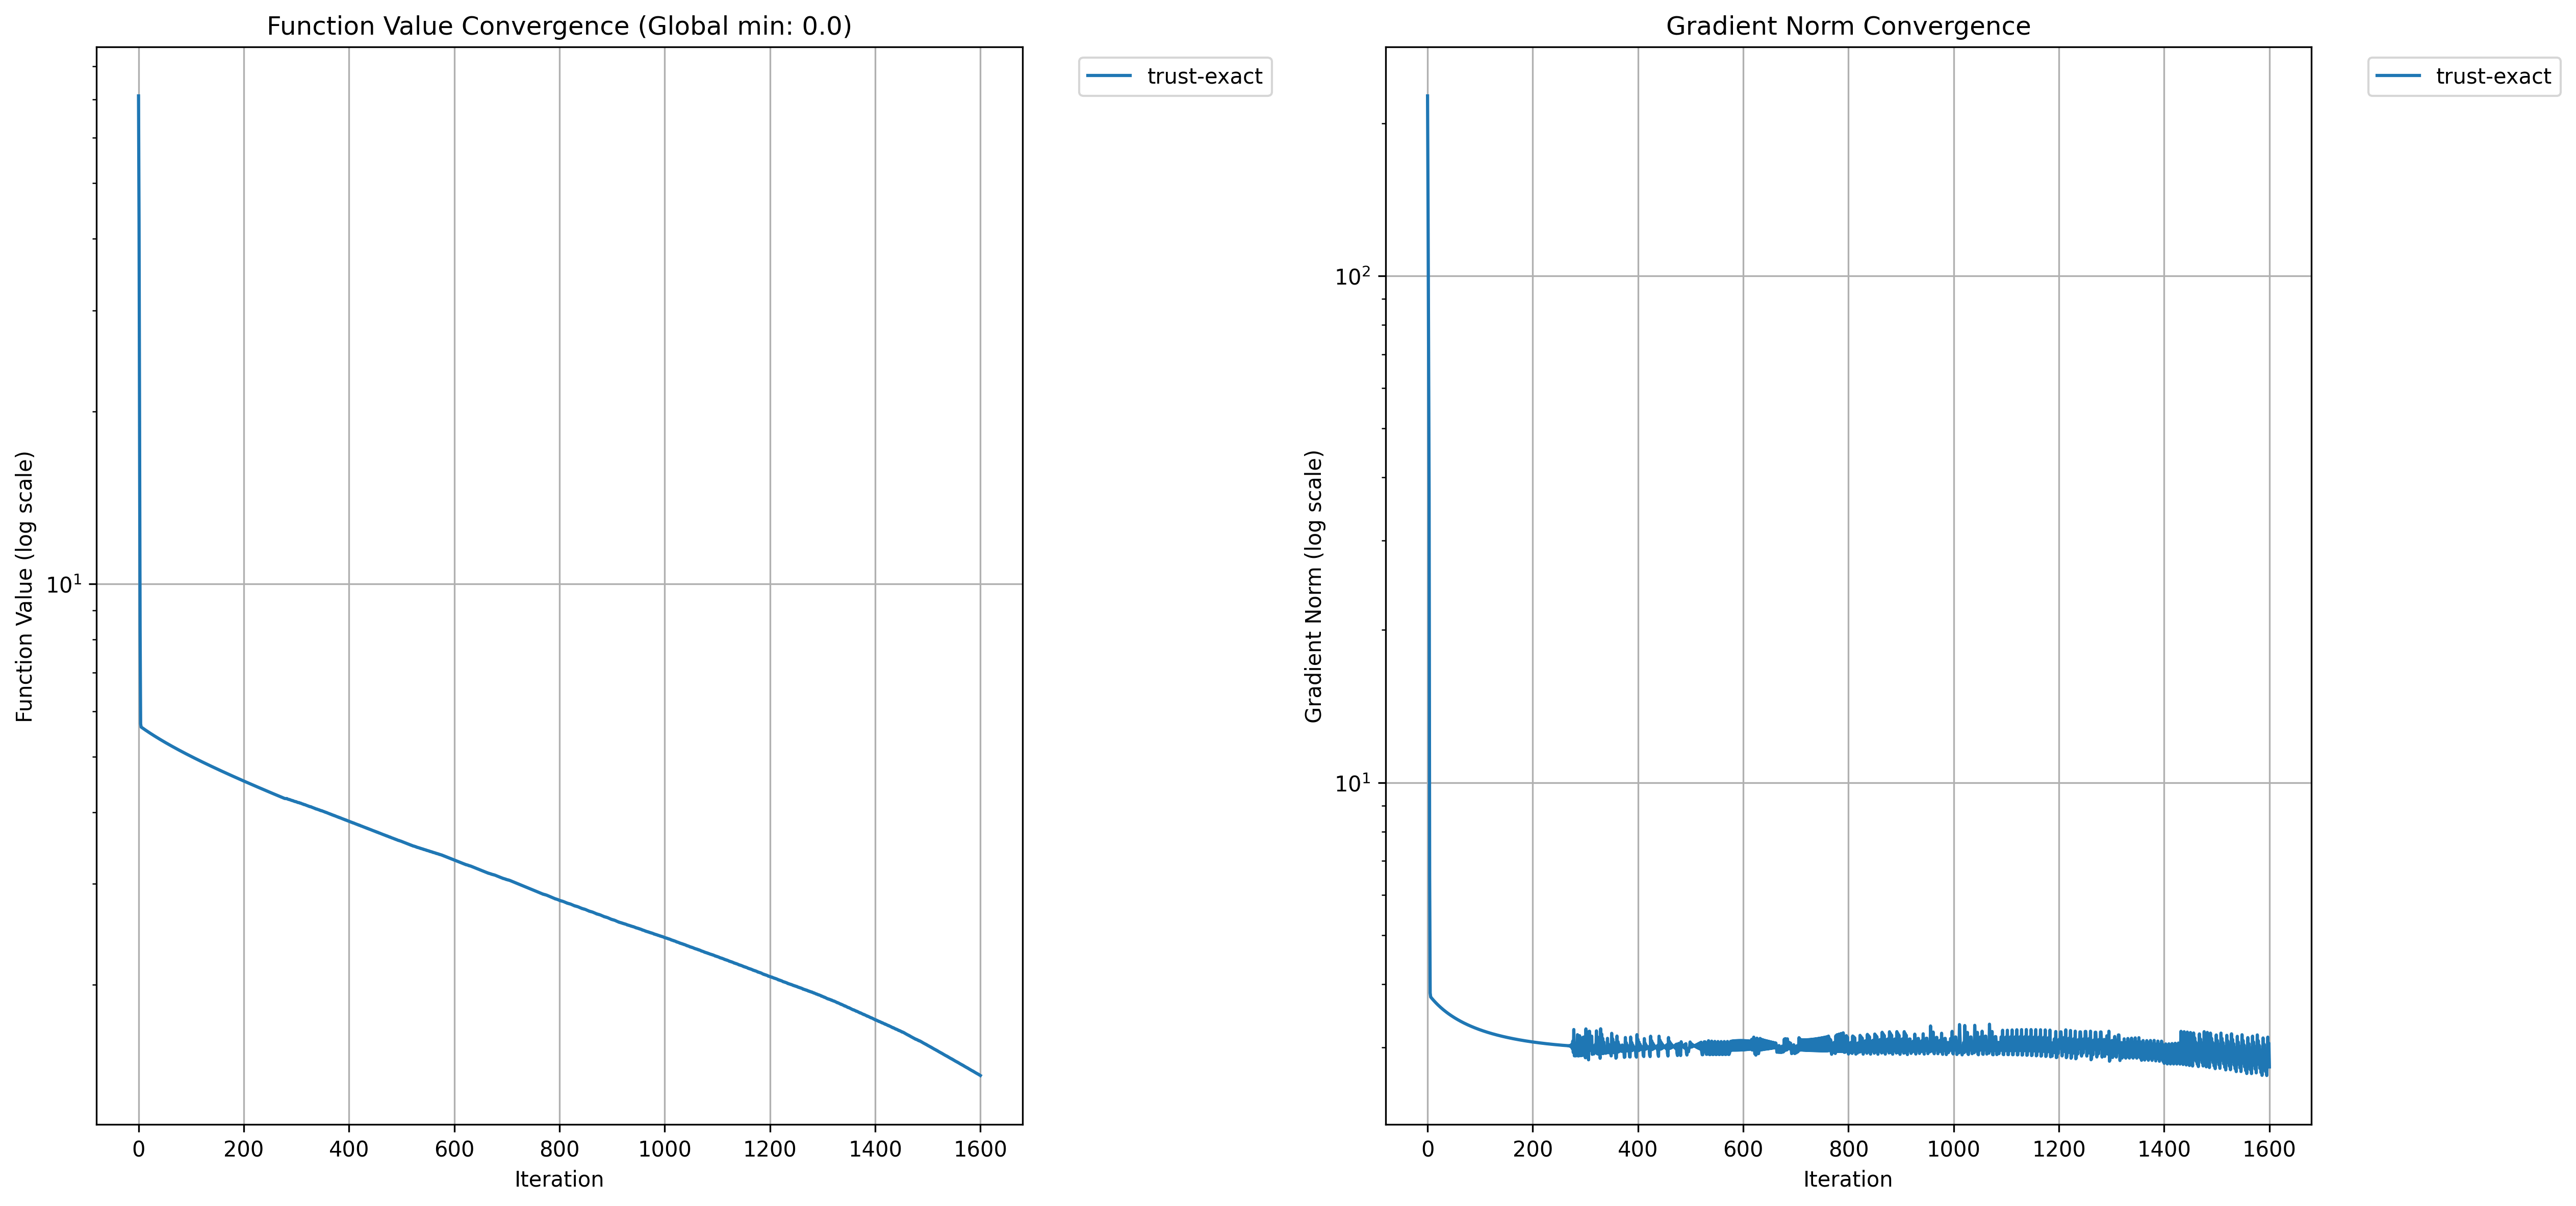 Function Value Convergence (Global min: 0.0)
Function Value (log scale)
10¹
0 200 400 600 800 1000 1200 1400 1600
Iteration
trust-exact
Gradient Norm Convergence
Gradient Norm (log scale)
10²
10¹
0 200 400 600 800 1000 1200 1400 1600
Iteration
trust-exact